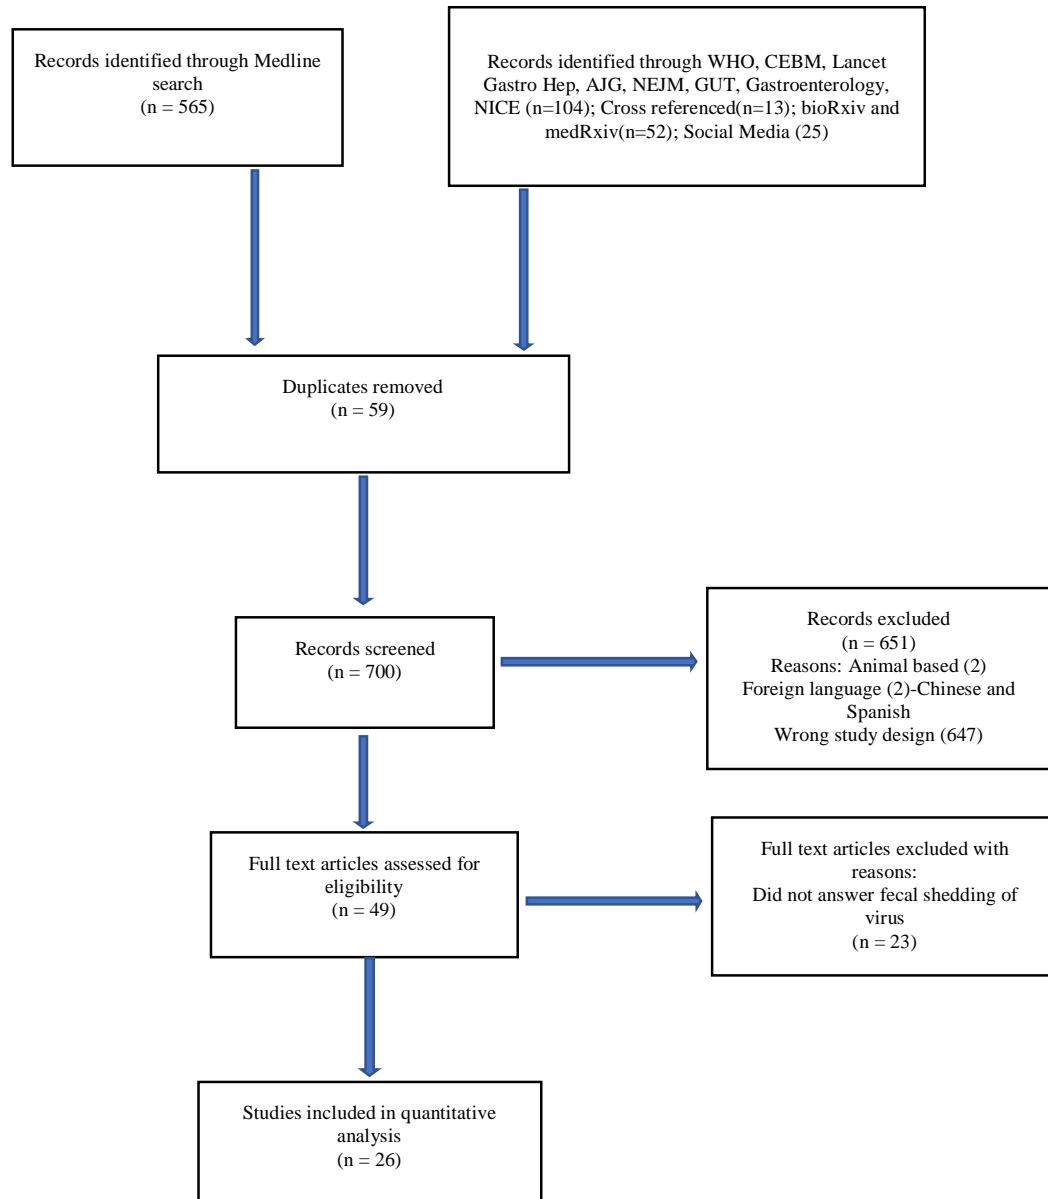 Records identified through Medline
search
(n = 565)
Records identified through WHO, CEBM, Lancet
Gastro Hep, AJG, NEJM, GUT, Gastroenterology,
NICE (n=104); Cross referenced(n=13); bioRxiv and
medRxiv(n=52); Social Media (25)
Duplicates removed
(n = 59)
Records screened
(n = 700)
Records excluded
(n = 651)
Reasons: Animal based (2)
Foreign language (2)-Chinese and
Spanish
Wrong study design (647)
Full text articles assessed for
eligibility
(n = 49)
Full text articles excluded with
reasons:
Did not answer fecal shedding of
virus
(n = 23)
Studies included in quantitative
analysis
(n = 26)